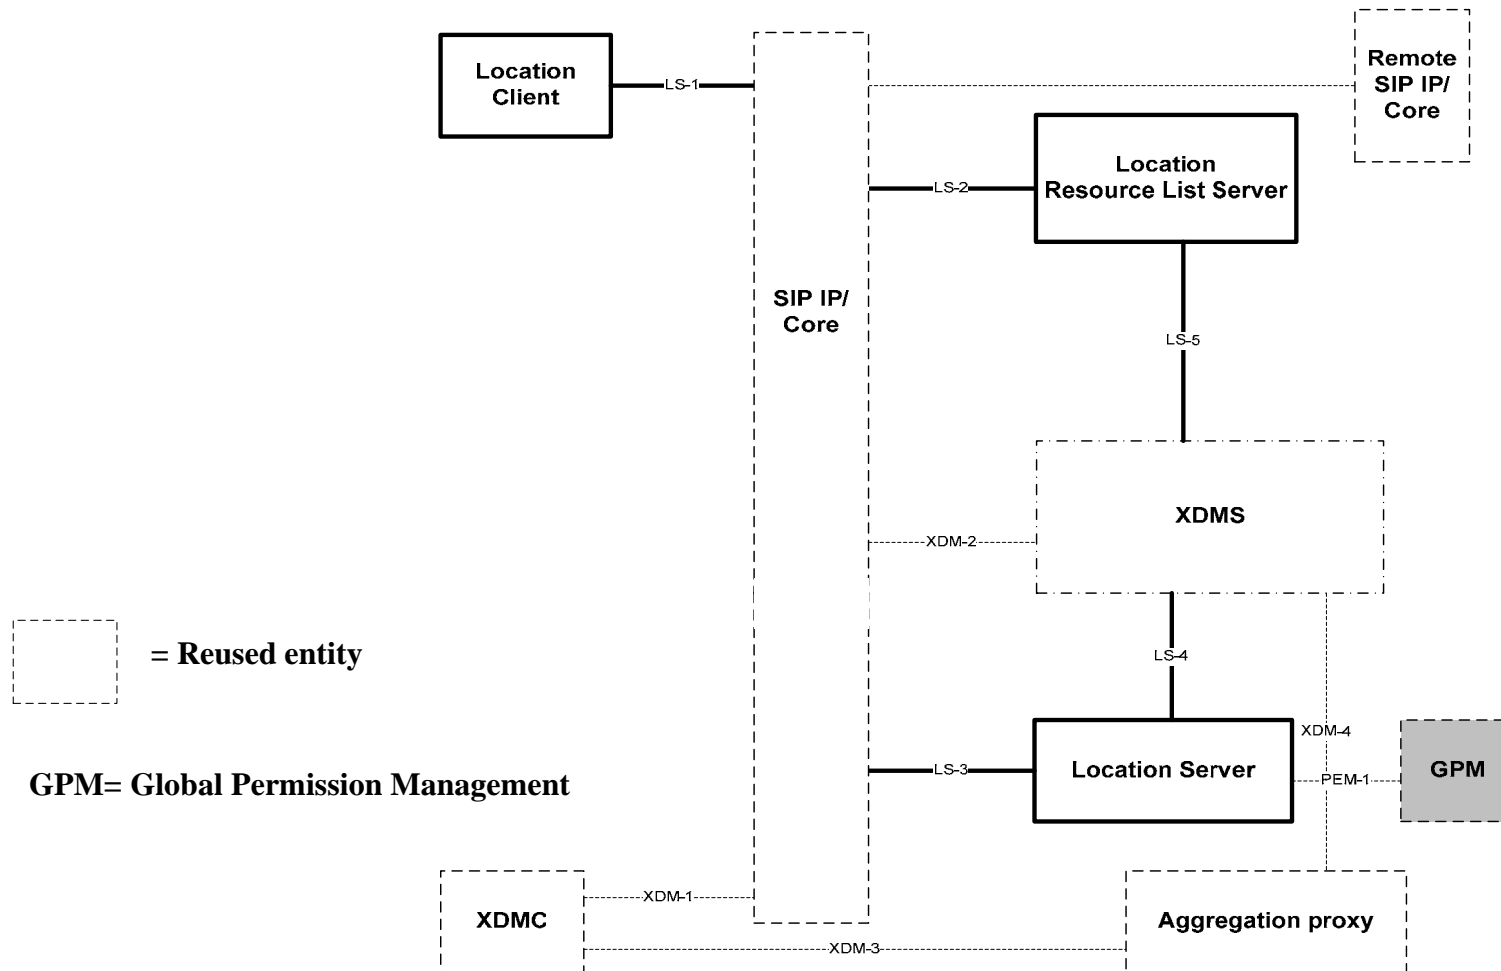 Location
Client
LS-1
Remote
SIP IP/
Core
Location
Resource List Server
LS-2
SIP IP/
Core
LS-5
XDMS
XDM-2
= Reused entity
LS-4
XDM-4
GPM= Global Permission Management
LS-3
Location Server
PEM-1
GPM
XDM-1
XDMC
Aggregation proxy
XDM-3